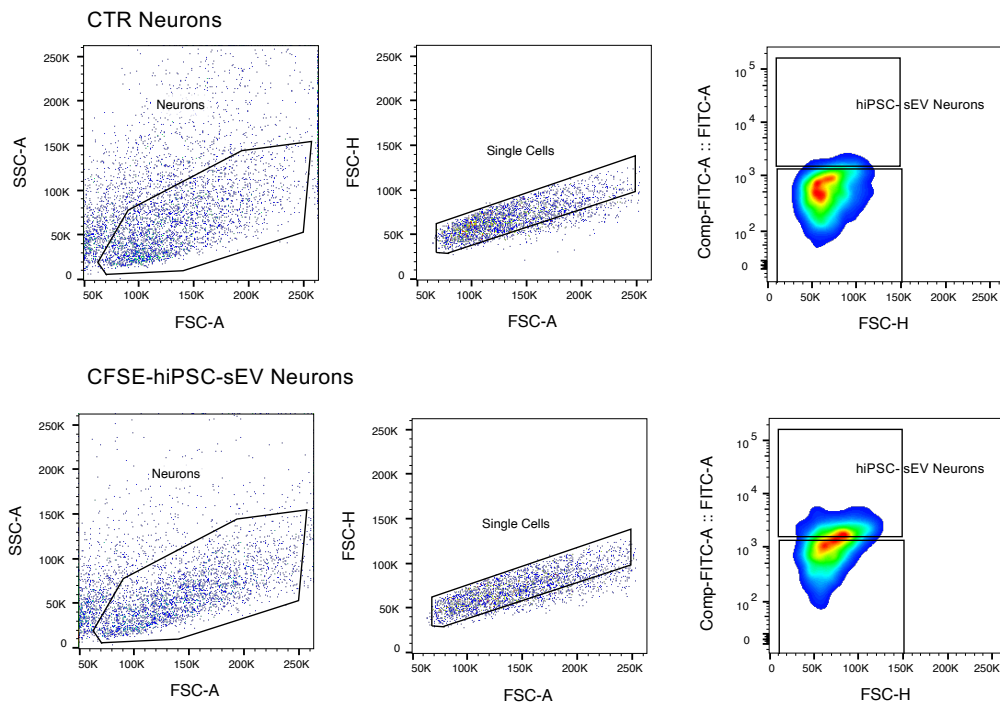 CTR Neurons
SSC-A
250K
200K
150K
100K
50K
0
Neurons
50K 100K 150K 200K 250K
FSC-A
FSC-H
250K
200K
150K
100K
50K
0
Single Cells
50K 100K 150K 200K 250K
FSC-A
Comp-FITC-A :: FITC-A
10^5
10^4
10^3
10^2
0
hiPSC-sEV Neurons
0 50K 100K 150K 200K 250K
FSC-H
CFSE-hiPSC-sEV Neurons
SSC-A
250K
200K
150K
100K
50K
0
Neurons
50K 100K 150K 200K 250K
FSC-A
FSC-H
250K
200K
150K
100K
50K
0
Single Cells
50K 100K 150K 200K 250K
FSC-A
Comp-FITC-A :: FITC-A
10^5
10^4
10^3
10^2
0
hiPSC-sEV Neurons
0 50K 100K 150K 200K 250K
FSC-H